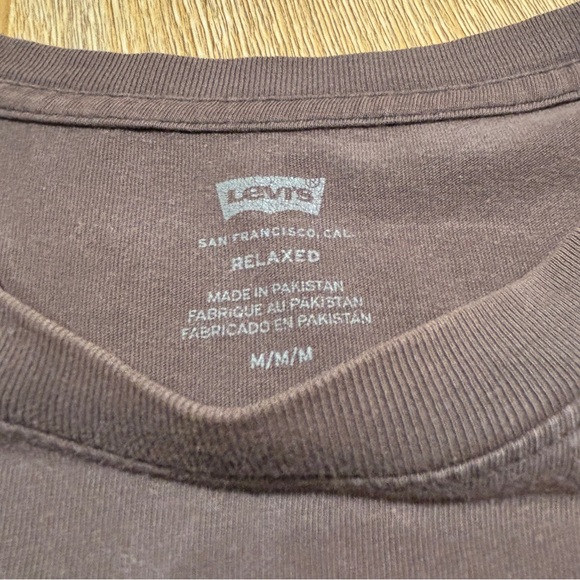 Levi's®
SAN FRANCISCO, CAL.
RELAXED
MADE IN PAKISTAN
FABRIQUE AU PAKISTAN
FABRICADO EN PAKISTAN
M/M/M